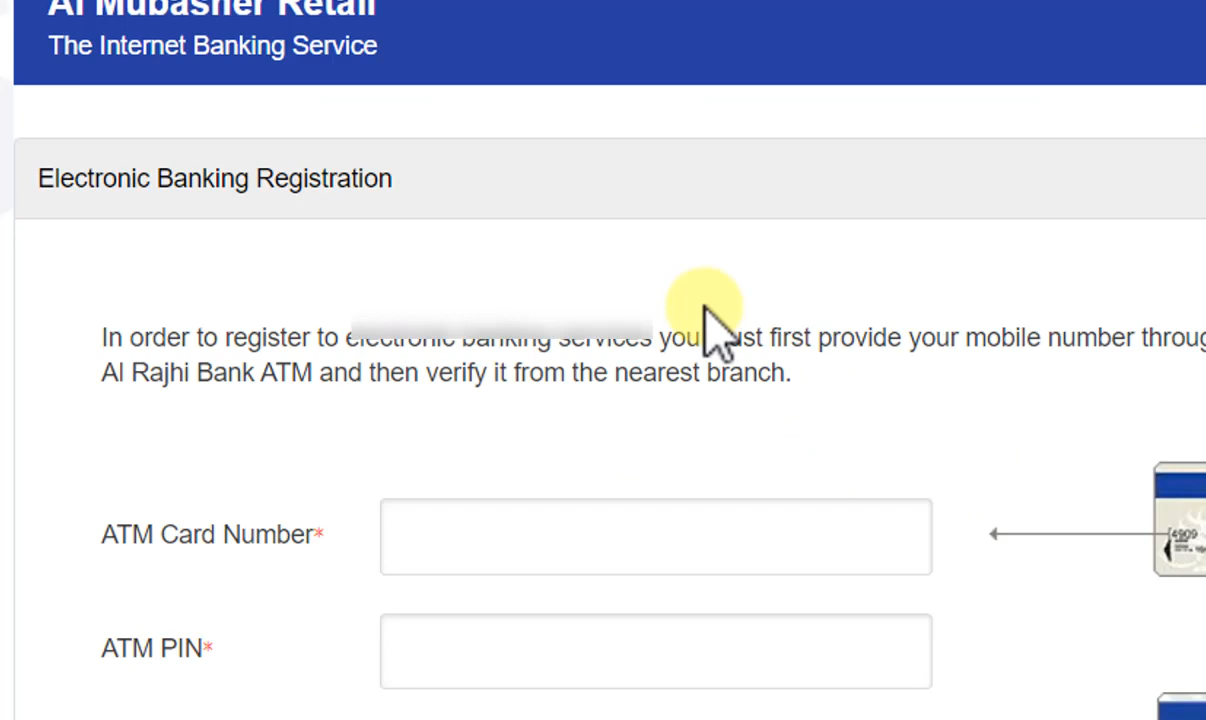 Al Mubasher Retail
The Internet Banking Service
Electronic Banking Registration
In order to register to electronic banking services you must first provide your mobile number throug
Al Rajhi Bank ATM and then verify it from the nearest branch.
ATM Card Number*
4909
ATM PIN*